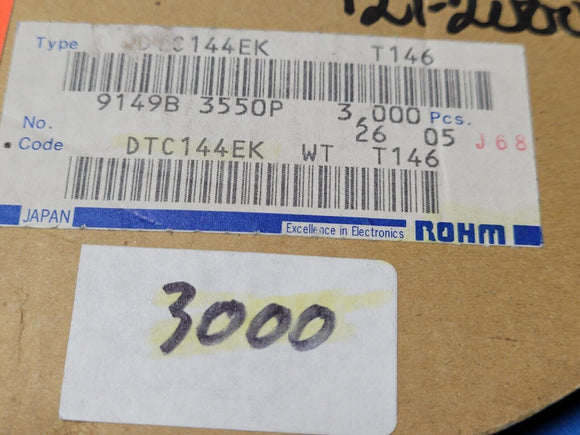 Type DTC144EK T146
9149B 3550P 3,000 Pcs.
No. 26 05 J68
Code DTC144EK WT T146
JAPAN Excellence in Electronics ROHM
3000